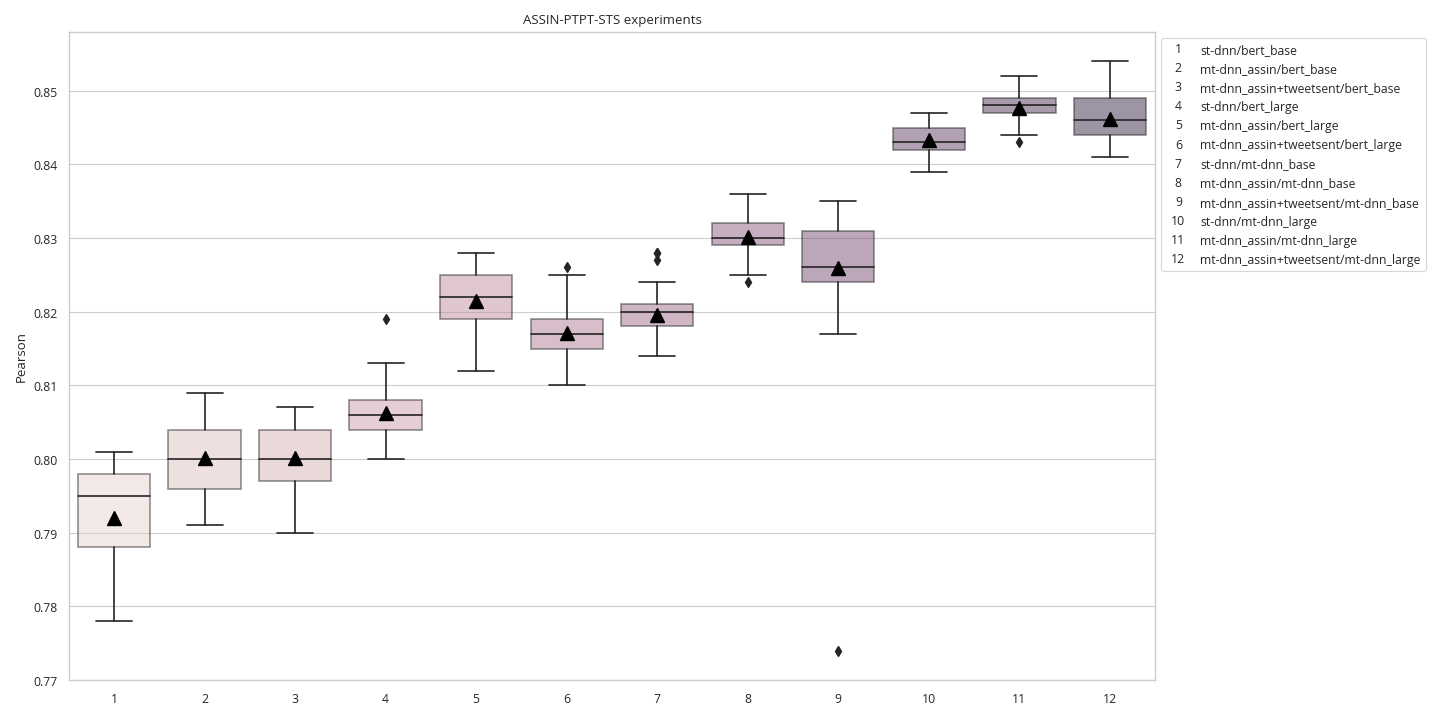 ASSIN-PTPT-STS experiments
Pearson
0.85
0.84
0.83
0.82
0.81
0.80
0.79
0.78
0.77
1 2 3 4 5 6 7 8 9 10 11 12
1 st-dnn/bert_base
2 mt-dnn_assin/bert_base
3 mt-dnn_assin+tweetsent/bert_base
4 st-dnn/bert_large
5 mt-dnn_assin/bert_large
6 mt-dnn_assin+tweetsent/bert_large
7 st-dnn/mt-dnn_base
8 mt-dnn_assin/mt-dnn_base
9 mt-dnn_assin+tweetsent/mt-dnn_base
10 st-dnn/mt-dnn_large
11 mt-dnn_assin/mt-dnn_large
12 mt-dnn_assin+tweetsent/mt-dnn_large